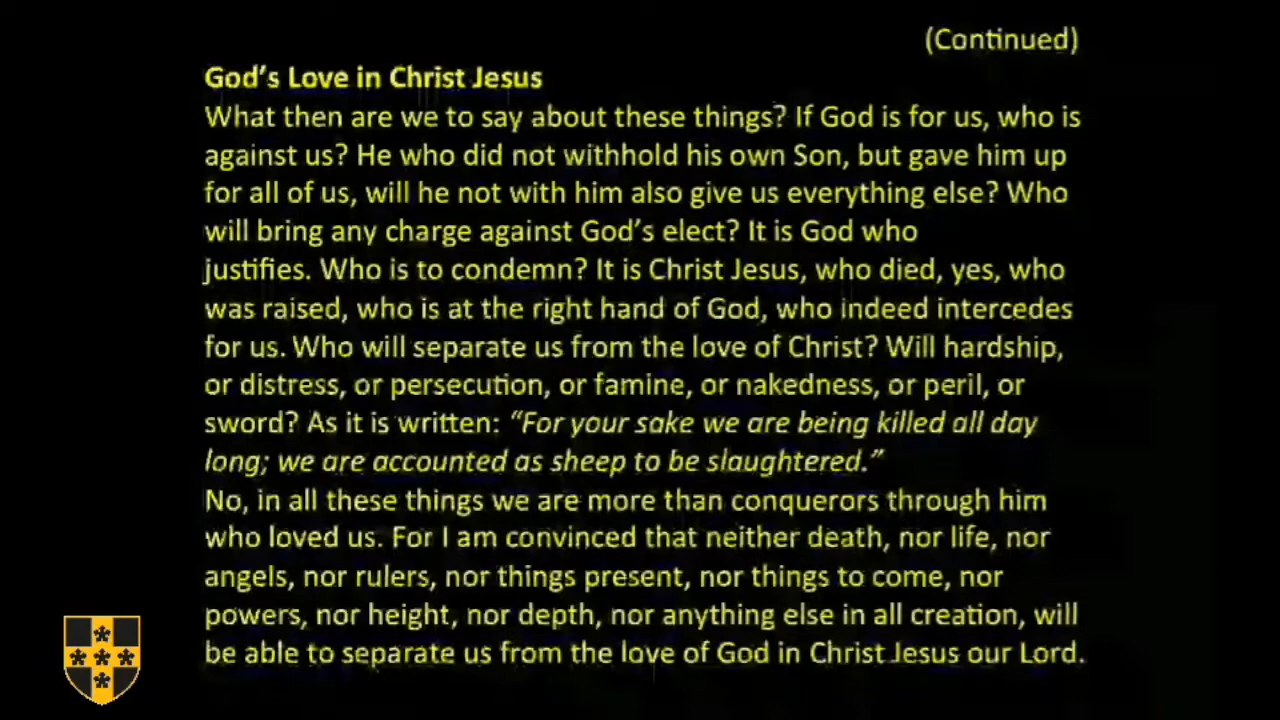 (Continued)
God's Love in Christ Jesus
What then are we to say about these things? If God is for us, who is
against us? He who did not withhold his own Son, but gave him up
for all of us, will he not with him also give us everything else? Who
will bring any charge against God's elect? It is God who
justifies. Who is to condemn? It is Christ Jesus, who died, yes, who
was raised, who is at the right hand of God, who indeed intercedes
for us. Who will separate us from the love of Christ? Will hardship,
or distress, or persecution, or famine, or nakedness, or peril, or
sword? As it is written: “For your sake we are being killed all day
long; we are accounted as sheep to be slaughtered.”
No, in all these things we are more than conquerors through him
who loved us. For I am convinced that neither death, nor life, nor
angels, nor rulers, nor things present, nor things to come, nor
powers, nor height, nor depth, nor anything else in all creation, will
be able to separate us from the love of God in Christ Jesus our Lord.